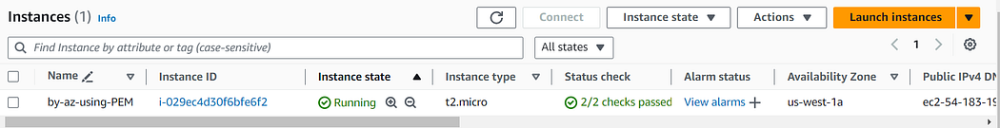 Instances (1) Info
Connect Instance state Actions Launch instances
Find Instance by attribute or tag (case-sensitive) All states 1
Name Instance ID Instance state Instance type Status check Alarm status Availability Zone Public IPv4 DN
by-az-using-PEM i-029ec4d30f6bfe6f2 Running t2.micro 2/2 checks passed View alarms us-west-1a ec2-54-183-19